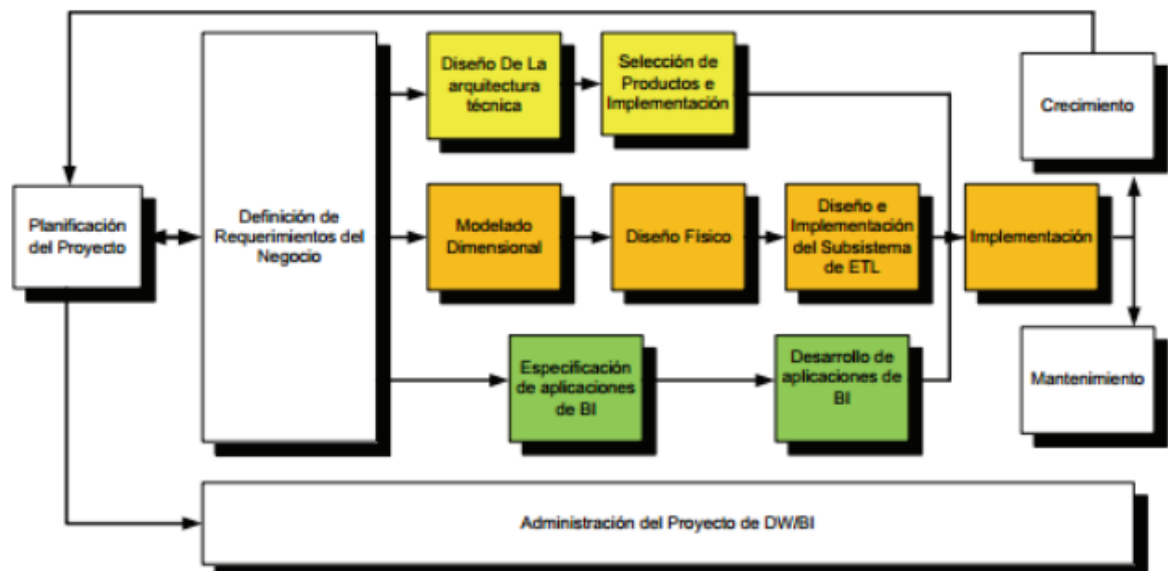 Diseño De La
arquitectura
técnica
Selección de
Productos e
Implementación
Crecimiento
Planificación
del Proyecto
Definición de
Requerimientos del
Negocio
Modelado
Dimensional
Diseño Físico
Diseño e
Implementación
del Subsistema
de ETL
Implementación
Especificación
de aplicaciones
de BI
Desarrollo de
aplicaciones de
BI
Mantenimiento
Administración del Proyecto de DW/BI